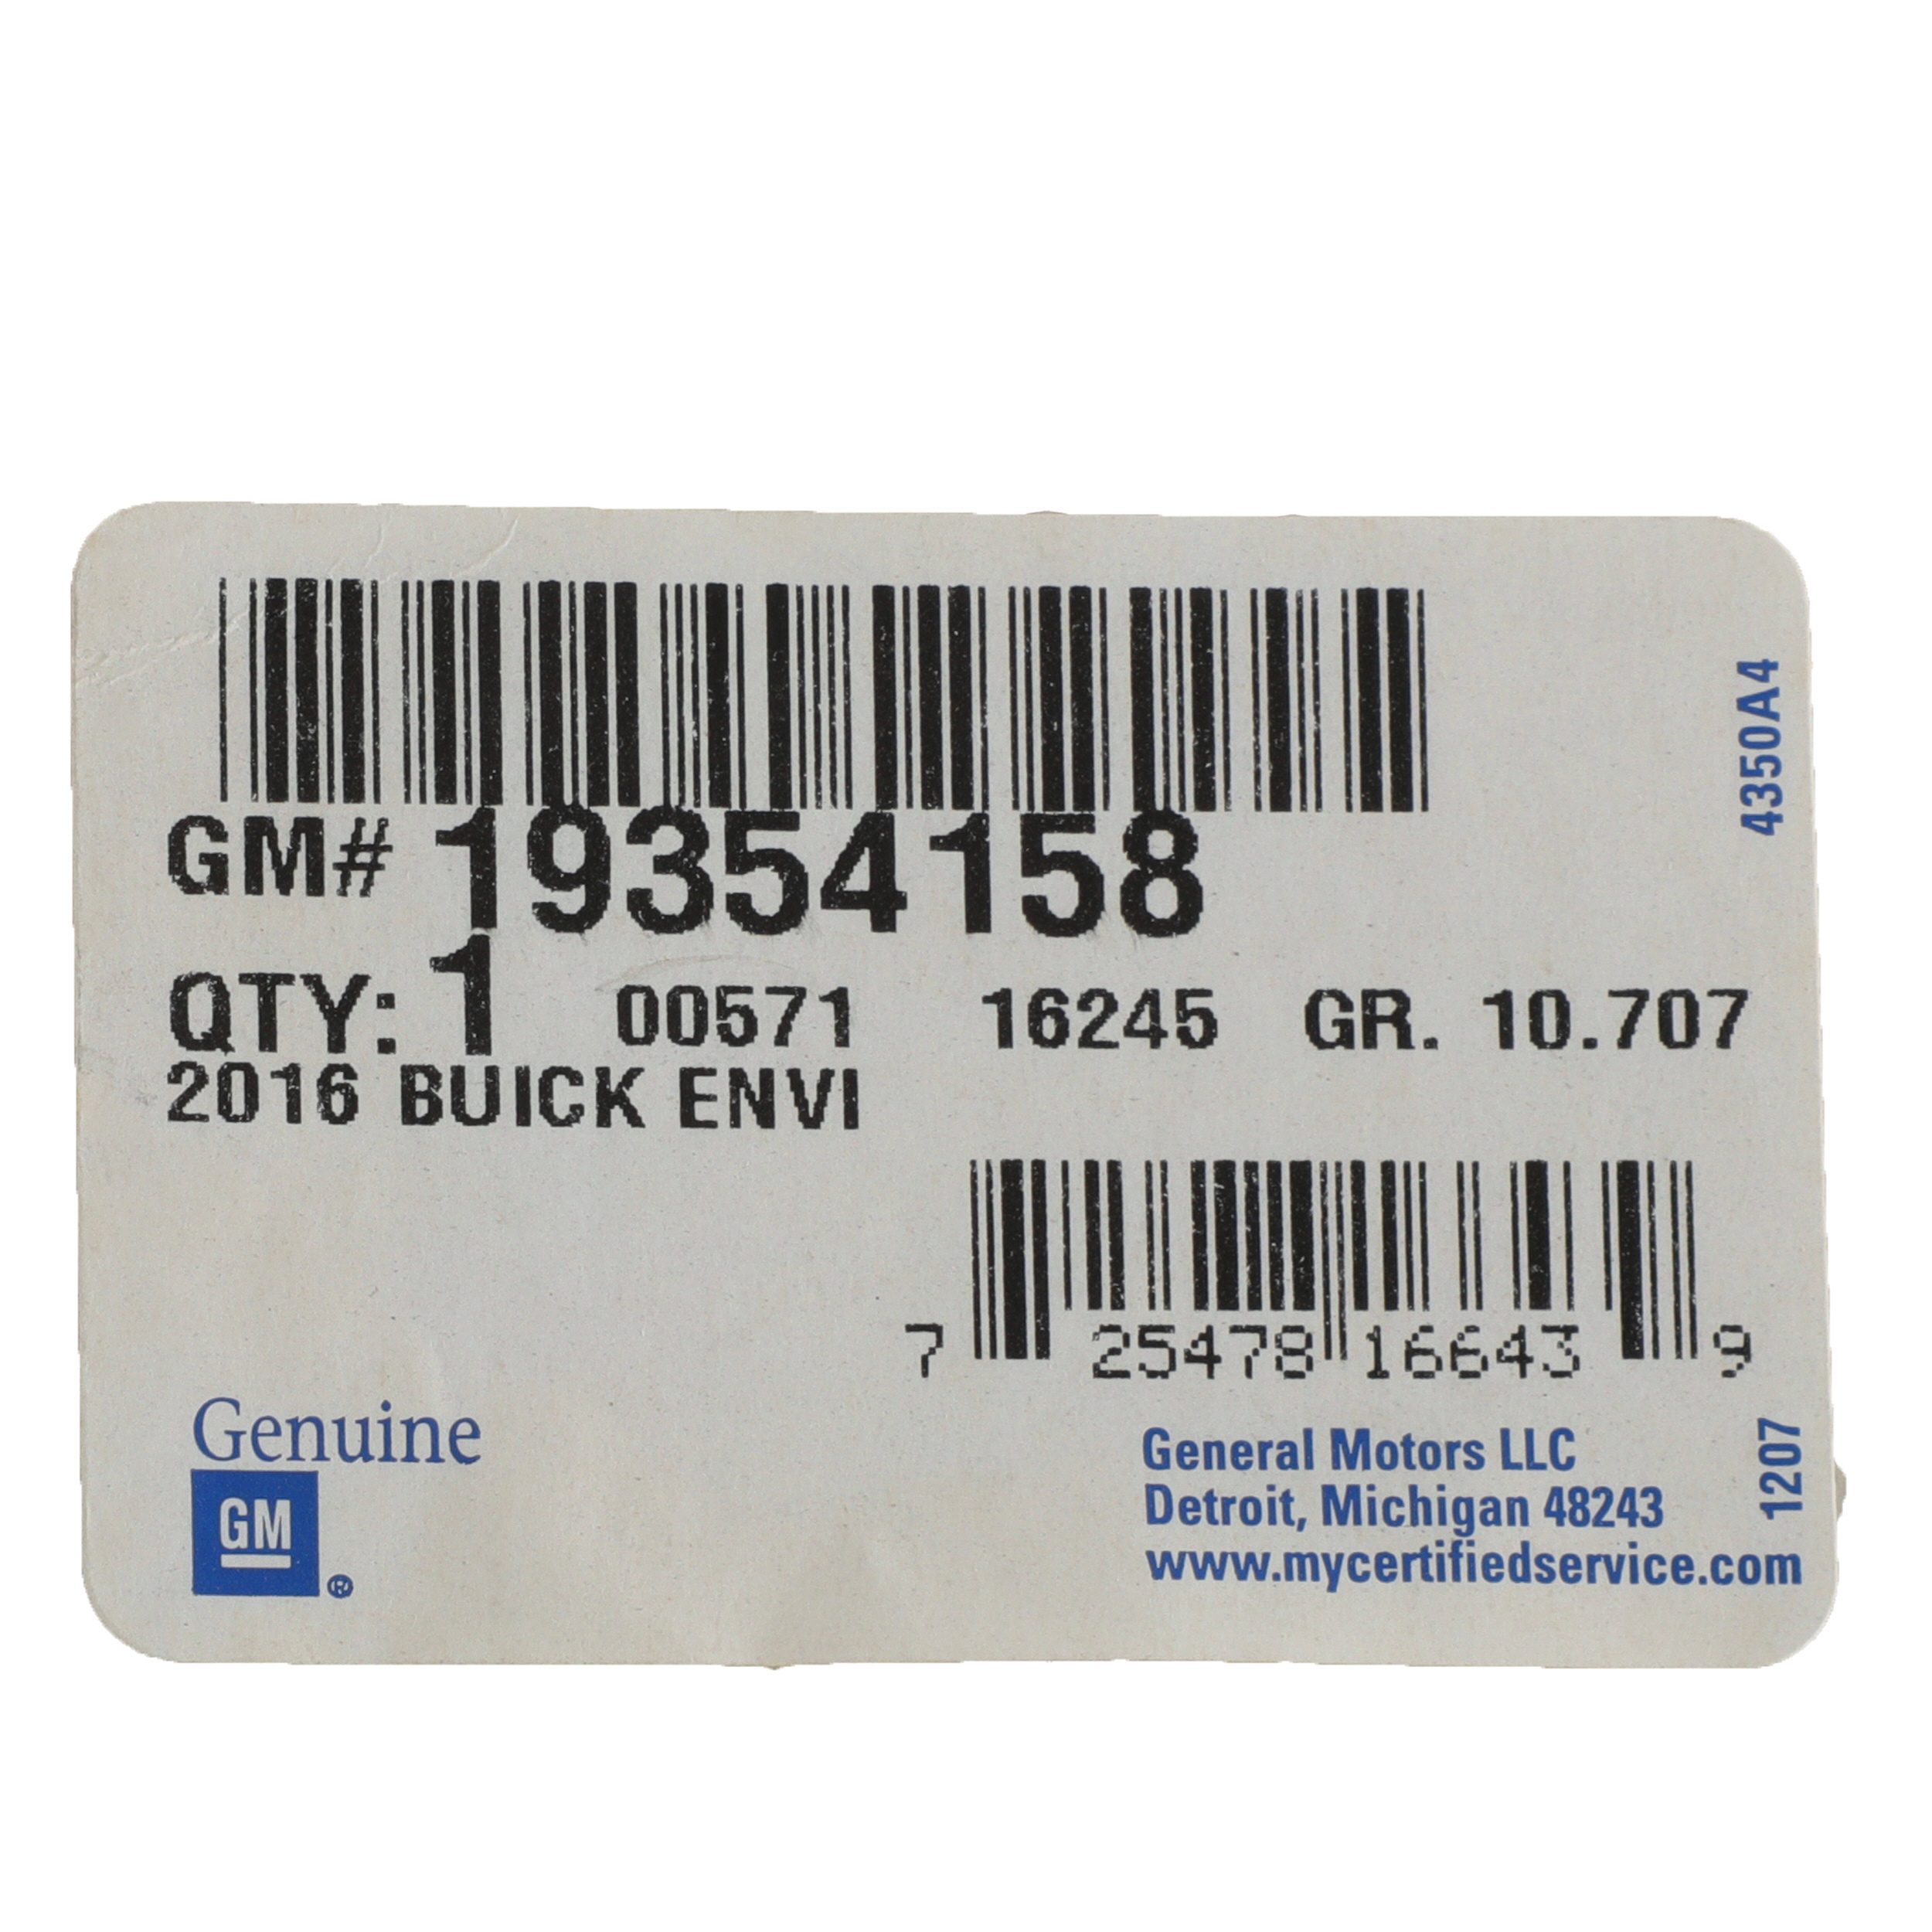 4350A4
GM# 19354158
QTY: 1 00571 16245 GR. 10.707
2016 BUICK ENVI
7 25478 16643 9
Genuine
GM ®
General Motors LLC
Detroit, Michigan 48243
www.mycertifiedservice.com
1207